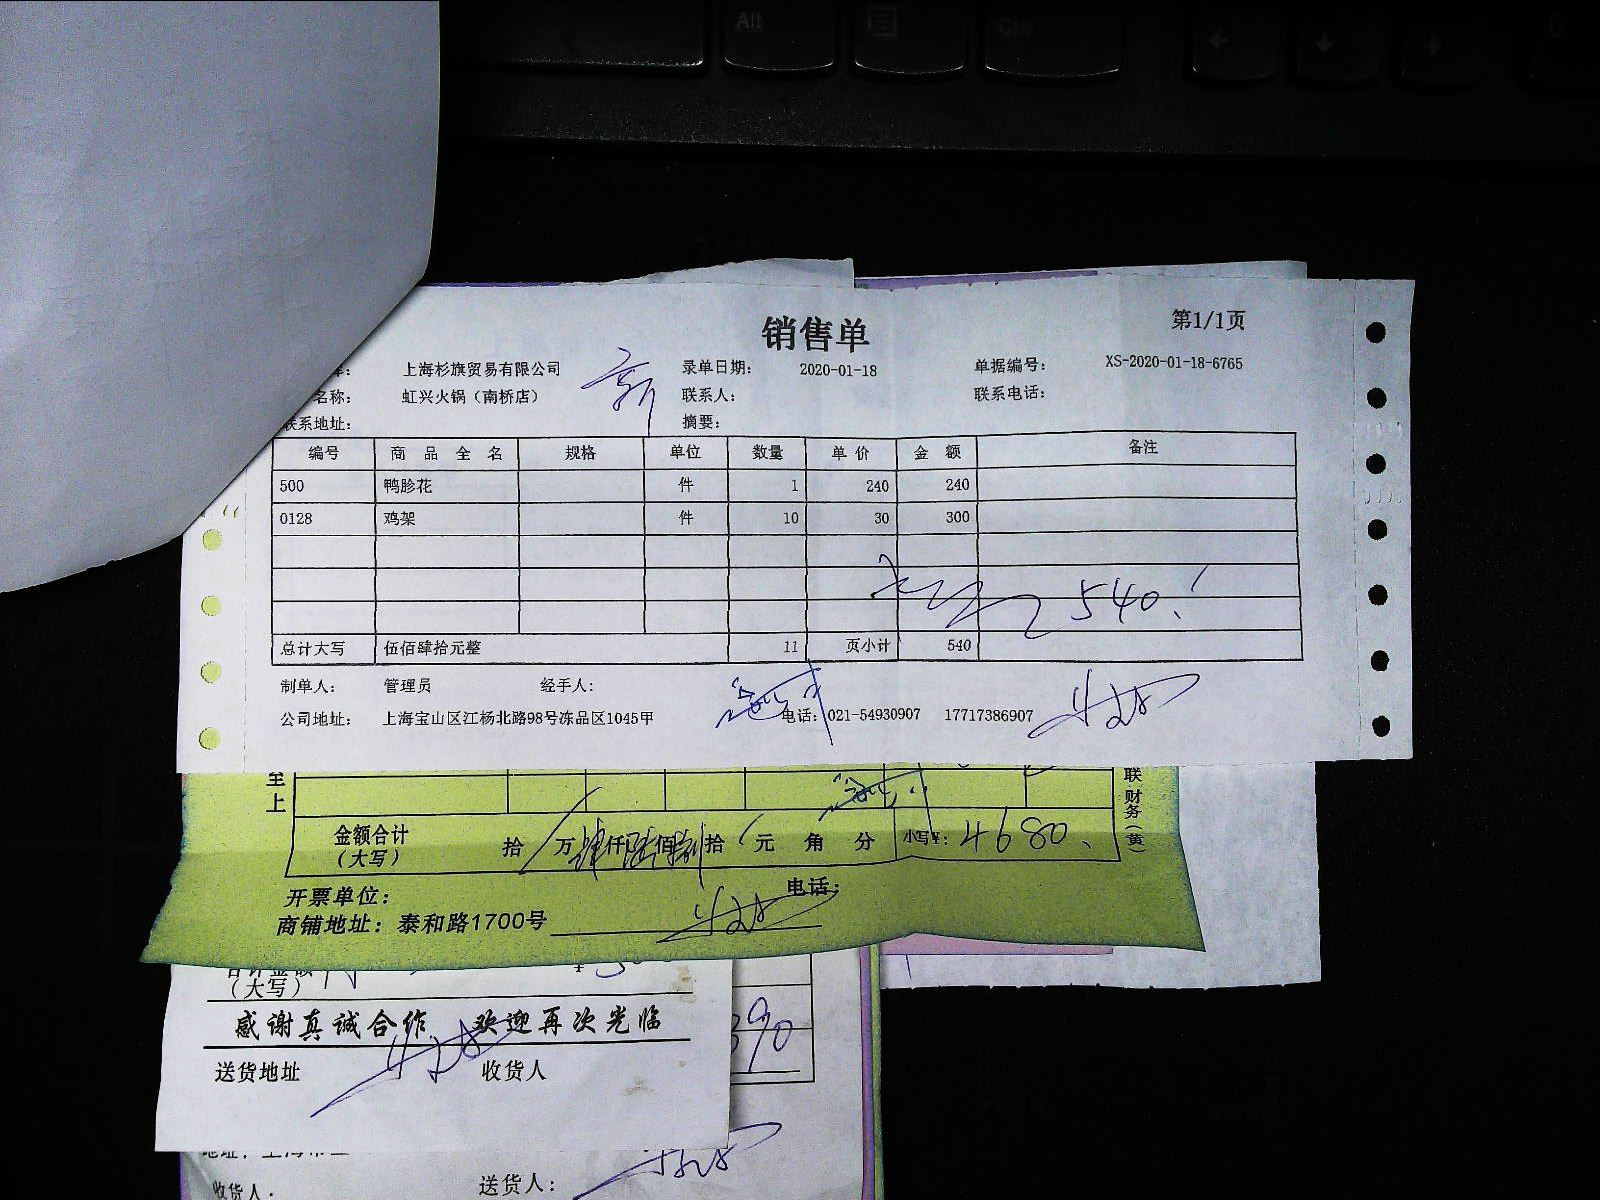 Alt
Ctrl
销售单
第1/1页
上海杉旗贸易有限公司
录单日期： 2020-01-18
单据编号： XS-2020-01-18-6765
名称： 虹兴火锅（南桥店）
联系人：
联系电话：
联系地址：
摘要：
编号 商品全名 规格 单位 数量 单价 金额 备注
500 鸭胗花 件 1 240 240
0128 鸡架 件 10 30 300
540
总计大写 伍佰肆拾元整 11 页小计 540
制单人： 管理员 经手人：
公司地址： 上海宝山区江杨北路98号冻品区1045甲 电话：021-54930907 17717386907
至上
联 财务（黄）
金额合计（大写） 拾 万 肆仟陆佰捌拾 元 角 分 小写¥： 4680
开票单位：
电话：
商铺地址：泰和路1700号
（大写）
感谢真诚合作 欢迎再次光临
390
送货地址 收货人
收货人： 送货人：